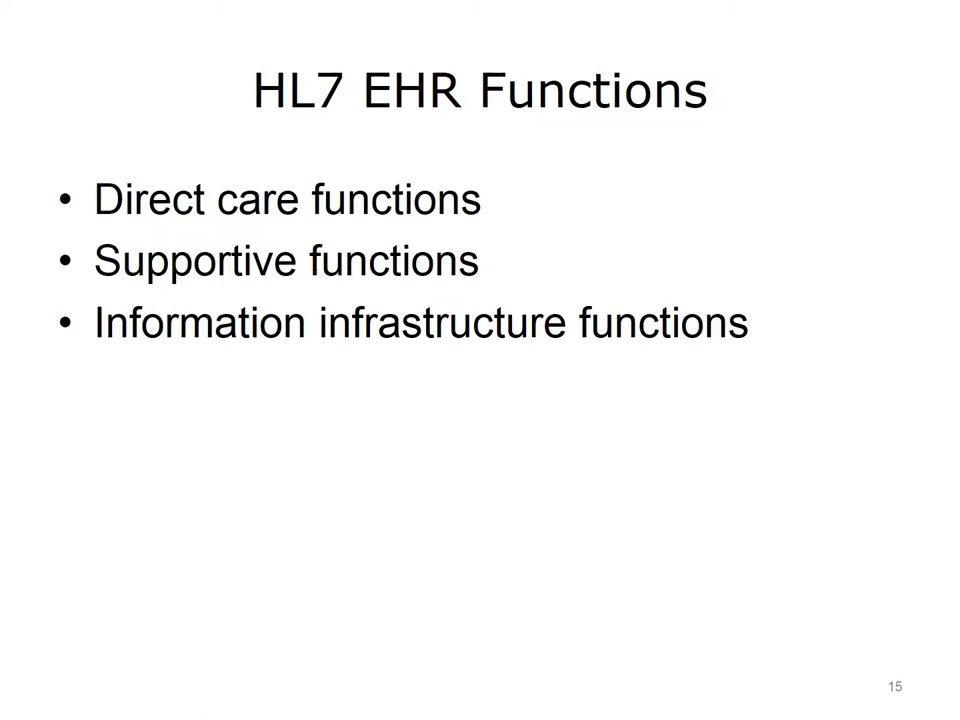 HL7 EHR Functions
• Direct care functions
• Supportive functions
• Information infrastructure functions
15